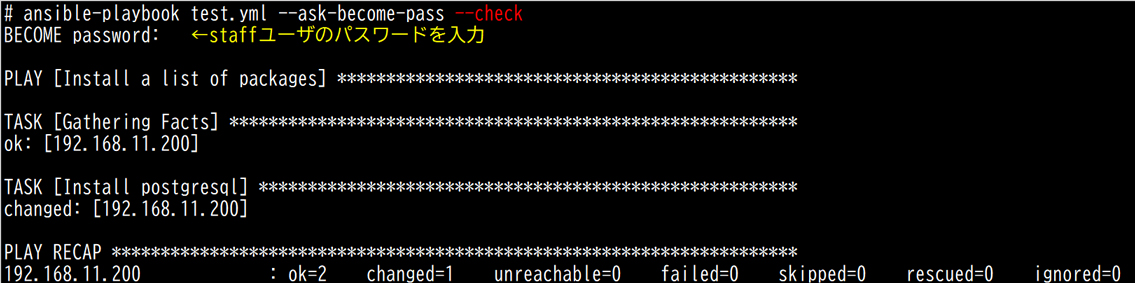 # ansible-playbook test.yml --ask-become-pass --check
BECOME password:   ←staffユーザのパスワードを入力
PLAY [Install a list of packages] ***********************************************
TASK [Gathering Facts] **********************************************************
ok: [192.168.11.200]
TASK [Install postgresql] *******************************************************
changed: [192.168.11.200]
PLAY RECAP **********************************************************************
192.168.11.200             : ok=2    changed=1    unreachable=0    failed=0    skipped=0    rescued=0    ignored=0